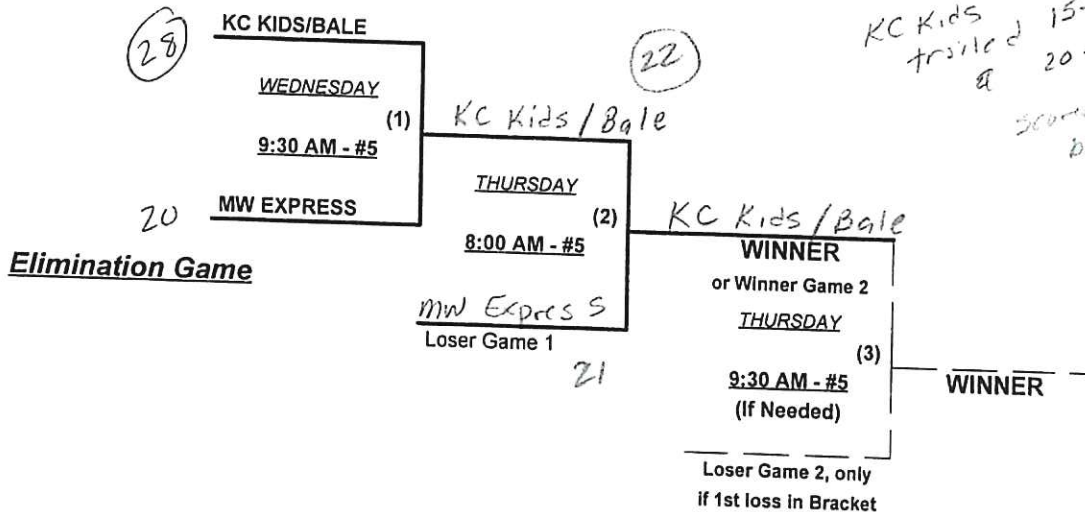 KC KIDS/BALE
28
WEDNESDAY
(1)
9:30 AM - #5
20
MW EXPRESS
Elimination Game
22
KC Kids/Bale
THURSDAY
(2)
8:00 AM - #5
MW Express
Loser Game 1
21
KC Kids
trailed 15-
& 20-
KC Kids/Bale
WINNER
or Winner Game 2
THURSDAY
(3)
9:30 AM - #5
(If Needed)
WINNER
Loser Game 2, only
if 1st loss in Bracket